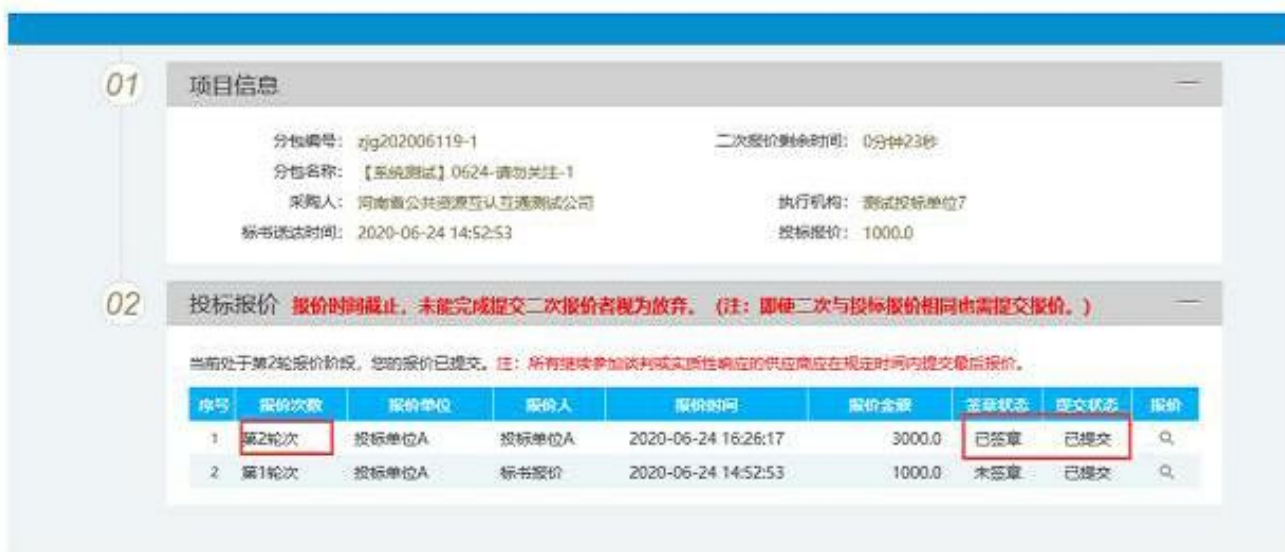 01 项目信息
分包编号: zjg202006119-1 二次报价剩余时间: 0分钟23秒
分包名称: 【系统测试】0624-请勿关注-1
采购人: 河南省公共资源互认互通测试公司 执行机构: 测试投标单位7
标书送达时间: 2020-06-24 14:52:53 投标报价: 1000.0
02 投标报价 报价时间截止，未能完成提交二次报价者视为放弃。（注：即使二次与投标报价相同也需提交报价。）
当前处于第2轮报价阶段，您的报价已提交。注：所有继续参加谈判或实质性响应的供应商应在规定时间内提交最后报价。
序号 报价次数 报价单位 报价人 报价时间 报价金额 签章状态 提交状态 报价
1 第2轮次 投标单位A 投标单位A 2020-06-24 16:26:17 3000.0 已签章 已提交
2 第1轮次 投标单位A 标书报价 2020-06-24 14:52:53 1000.0 未签章 已提交